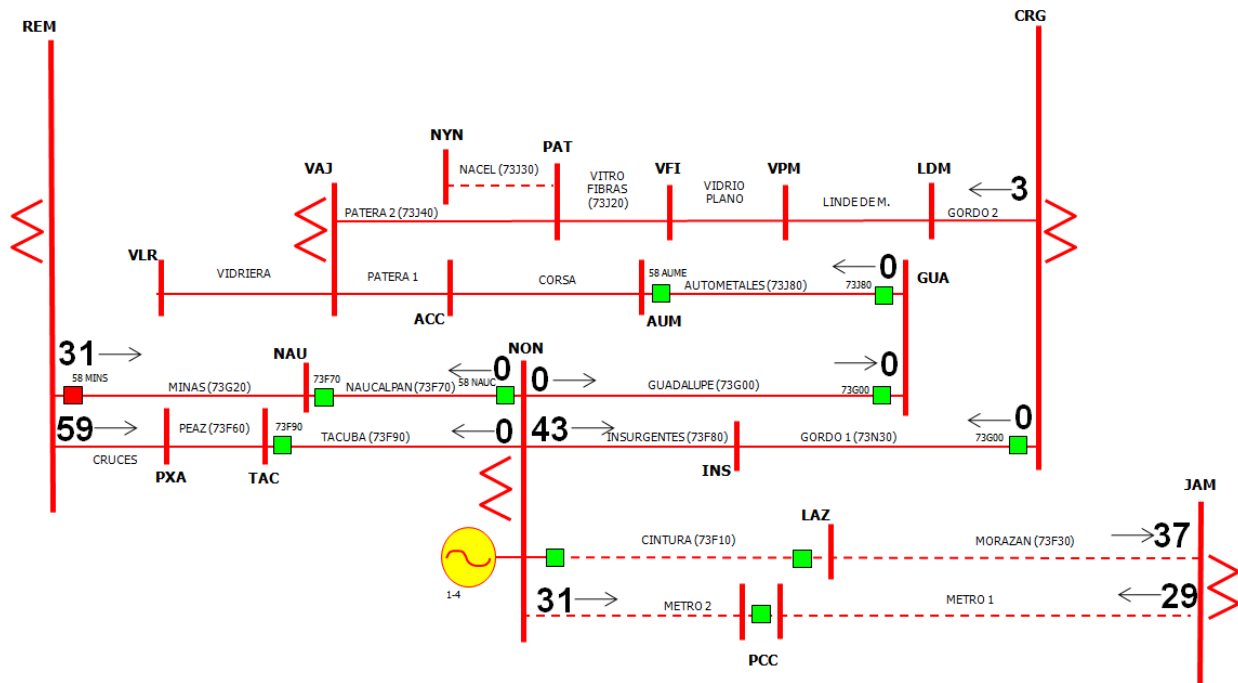 REM
CRG
NYN
PAT
VAJ
NACEL (73J30)
VFI
VPM
LDM
VITRO
FIBRAS
(73J20)
VIDRIO
PLANO
3
PATERA 2 (73J40)
LINDE DE M.
GORDO 2
VLR
VIDRIERA
PATERA 1
CORSA
58 AUME
AUTOMETALES (73J80)
0
73J80
GUA
ACC
AUM
31
NAU
NON
58 MINS
MINAS (73G20)
73F70
NAUCALPAN (73F70)
0
58 NAUC
0
GUADALUPE (73G00)
0
73G00
59
PEAZ (73F60)
73F90
TACUBA (73F90)
0
43
INSURGENTES (73F80)
GORDO 1 (73N30)
0
73G00
CRUCES
PXA
TAC
INS
JAM
LAZ
CINTURA (73F10)
MORAZAN (73F30)
37
1-4
31
METRO 2
METRO 1
29
PCC